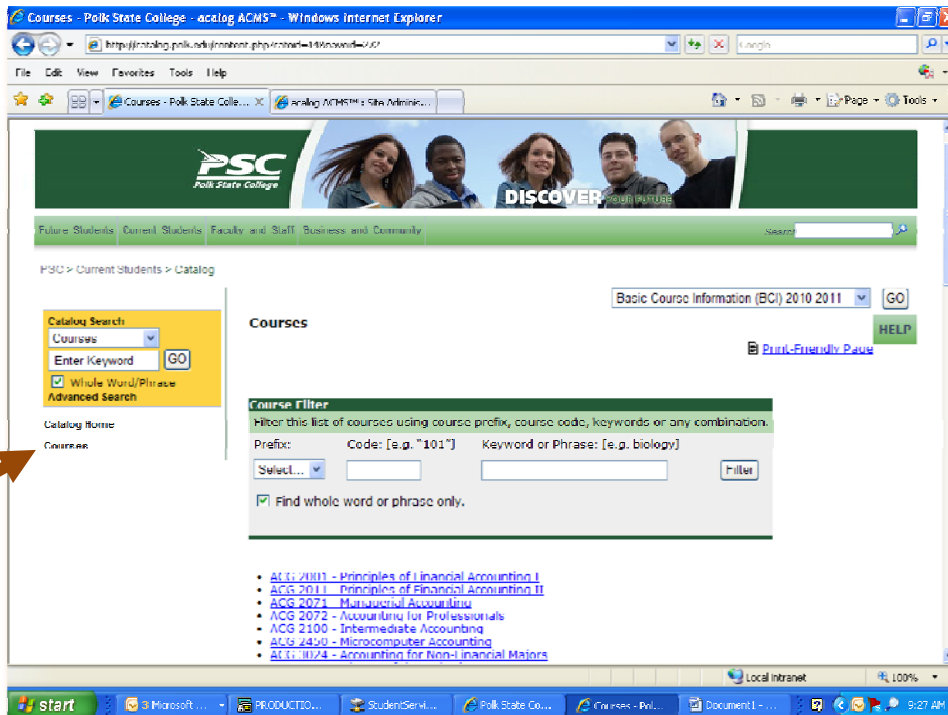 Courses - Polk State College - acalog ACMS™ - Windows Internet Explorer
Google
File Edit View Favorites Tools Help
Courses - Polk State Colle... acalog ACMS™ : Site Adminis...
Page Tools
PSC
Polk State College
DISCOVER YOUR FUTURE
Future Students Current Students Faculty and Staff Business and Community Search
PSC > Current Students > Catalog
Basic Course Information (BCI) 2010 2011 GO
HELP
Print-Friendly Page
Catalog Search
Courses
Enter Keyword GO
Whole Word/Phrase
Advanced Search
Catalog Home
Courses
Courses
Course Filter
Filter this list of courses using course prefix, course code, keywords or any combination.
Prefix: Code: [e.g. "101"] Keyword or Phrase: [e.g. biology]
Select... Filter
Find whole word or phrase only.
ACG 2001 - Principles of Financial Accounting I
ACG 2011 - Principles of Financial Accounting II
ACG 2071 - Managerial Accounting
ACG 2072 - Accounting for Professionals
ACG 2100 - Intermediate Accounting
ACG 2450 - Microcomputer Accounting
ACG 3024 - Accounting for Non-Financial Majors
Local intranet 100%
start 3 Microsoft ... PRODUCTIO... StudentServi... Polk State Co... Courses - Pol... Document1 - ... 9:27 AM